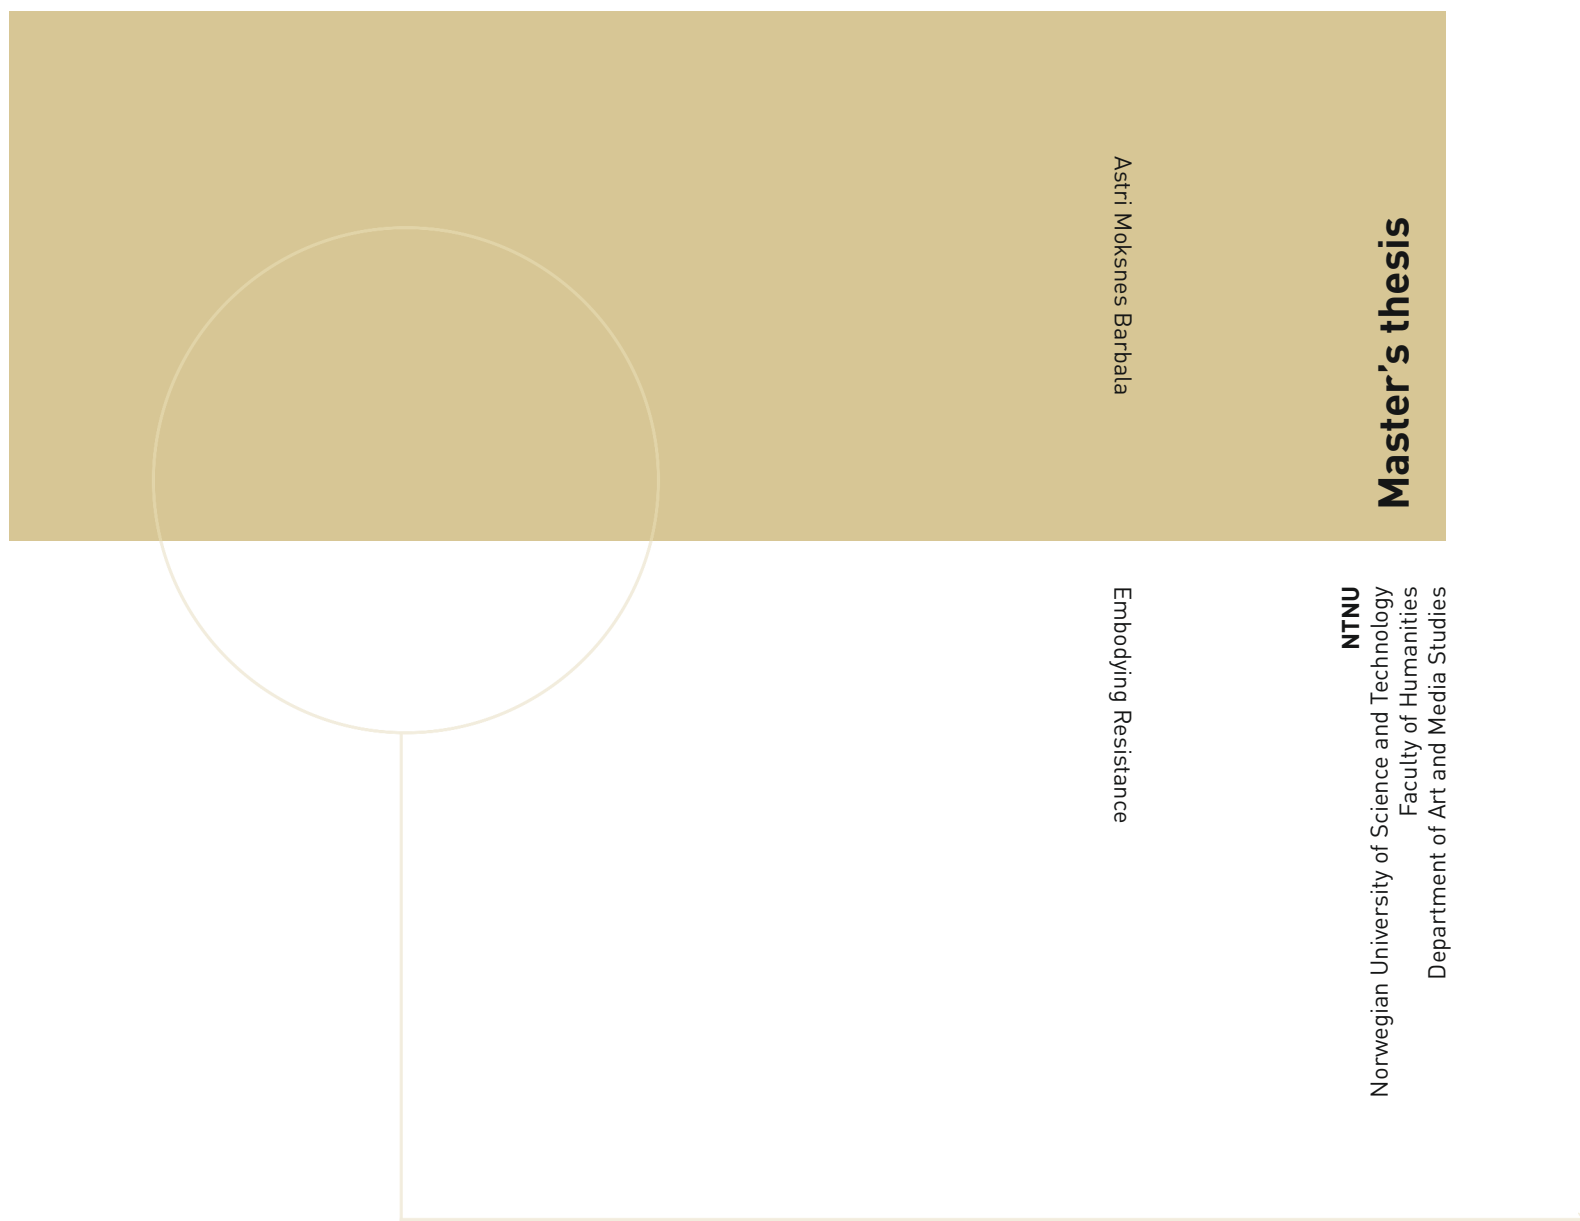 Master's thesis
NTNU
Norwegian University of Science and Technology
Faculty of Humanities
Department of Art and Media Studies
Astri Moksnes Barbala
Embodying Resistance